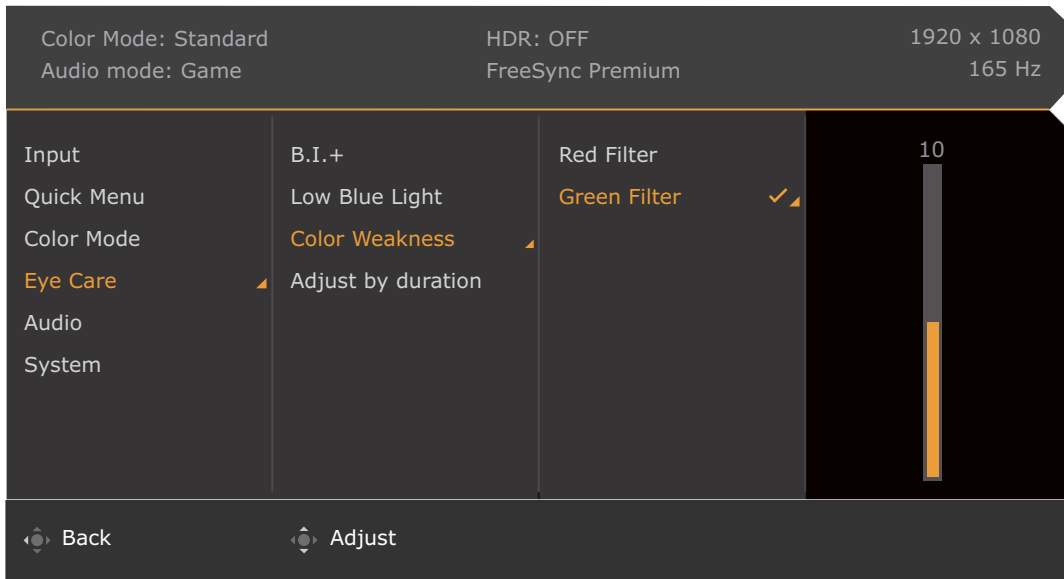 Color Mode: Standard
HDR: OFF
1920 x 1080
Audio mode: Game
FreeSync Premium
165 Hz
Input
Quick Menu
Color Mode
Eye Care
Audio
System
B.I.+
Low Blue Light
Color Weakness
Adjust by duration
Red Filter
Green Filter
10
Back
Adjust